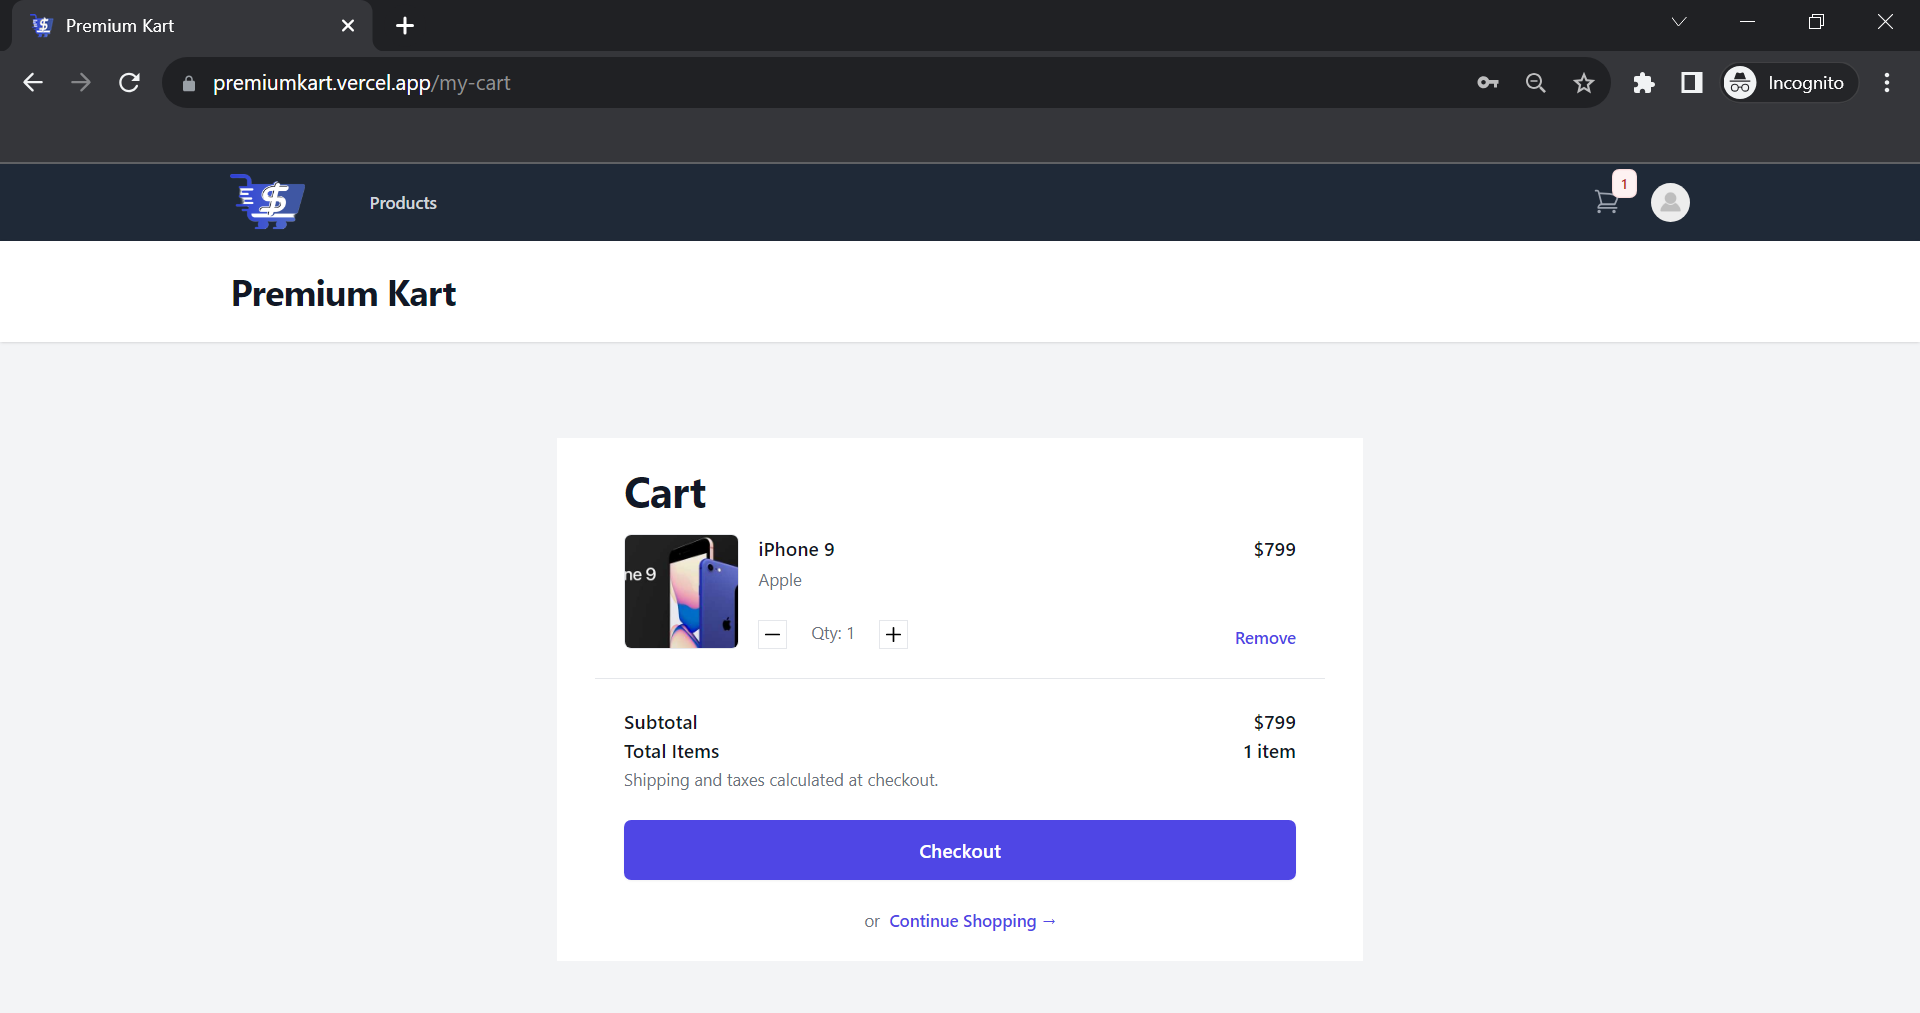 Premium Kart
premiumkart.vercel.app/my-cart
Incognito
$
Products
1
Premium Kart
Cart
ne 9
iPhone 9
$799
Apple
Qty: 1
Remove
Subtotal
$799
Total Items
1 item
Shipping and taxes calculated at checkout.
Checkout
or Continue Shopping →